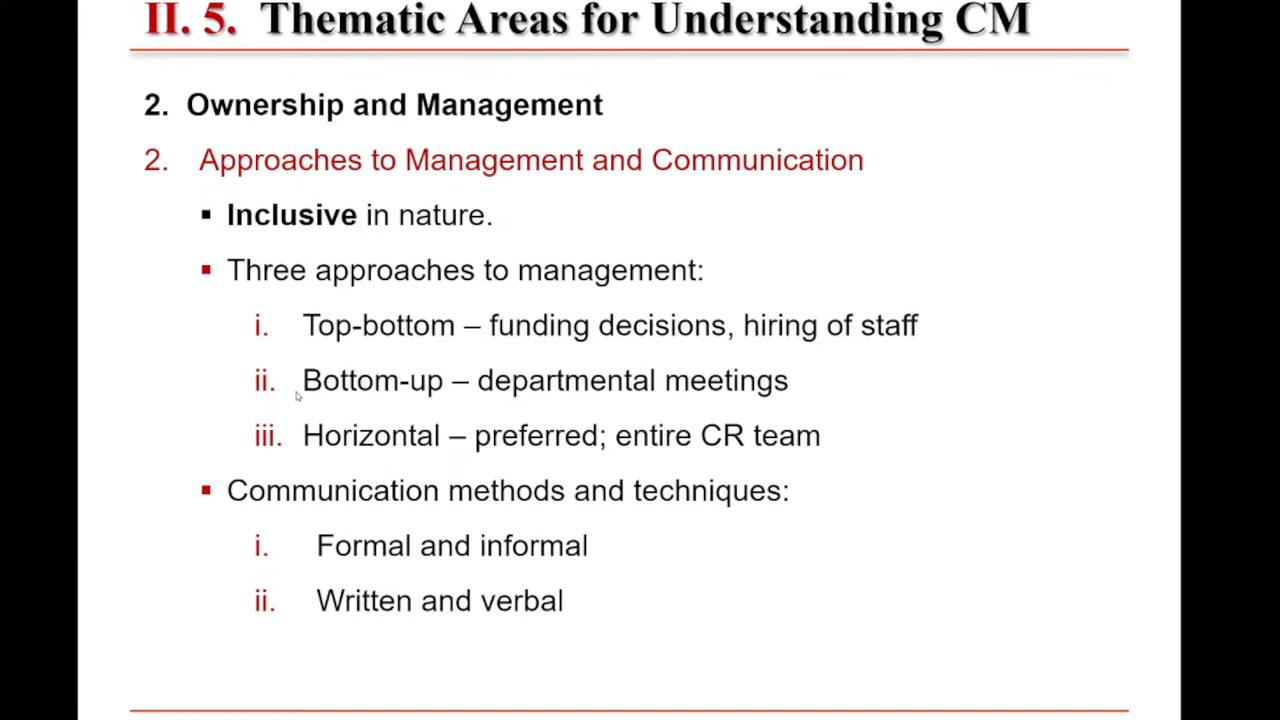 II. 5. Thematic Areas for Understanding CM
2. Ownership and Management
2. Approaches to Management and Communication
▪ Inclusive in nature.
▪ Three approaches to management:
i. Top-bottom – funding decisions, hiring of staff
ii. Bottom-up – departmental meetings
iii. Horizontal – preferred; entire CR team
▪ Communication methods and techniques:
i. Formal and informal
ii. Written and verbal